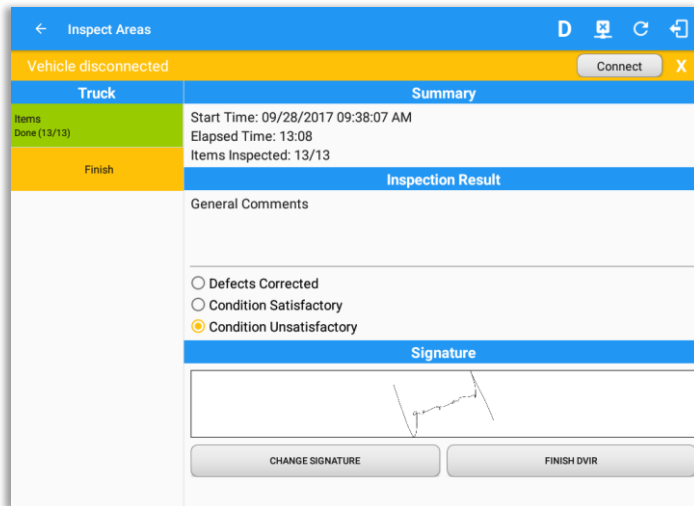 Inspect Areas
D
Vehicle disconnected
Connect
X
Truck
Items
Done (13/13)
Finish
Summary
Start Time: 09/28/2017 09:38:07 AM
Elapsed Time: 13:08
Items Inspected: 13/13
Inspection Result
General Comments
Defects Corrected
Condition Satisfactory
Condition Unsatisfactory
Signature
CHANGE SIGNATURE
FINISH DVIR